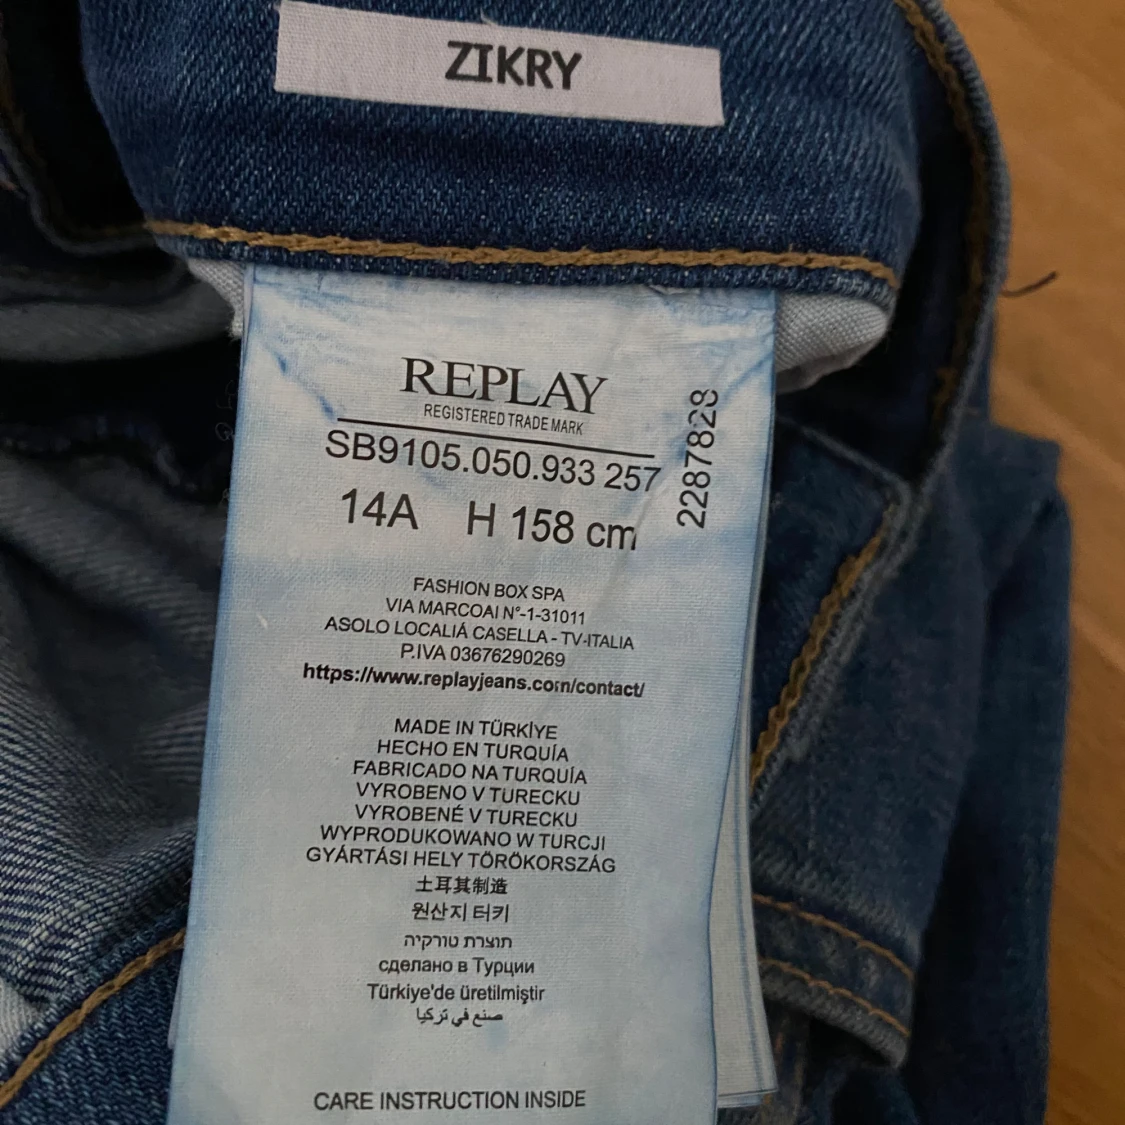 ZIKRY
REPLAY
REGISTERED TRADE MARK
SB9105.050.933 257
14A H 158 cm
2287828
FASHION BOX SPA
VIA MARCOAI N°-1-31011
ASOLO LOCALIÁ CASELLA - TV-ITALIA
P.IVA 03676290269
https://www.replayjeans.com/contact/
MADE IN TÜRKİYE
HECHO EN TURQUÍA
FABRICADO NA TURQUÍA
VYROBENO V TURECKU
VYROBENÉ V TURECKU
WYPRODUKOWANO W TURCJI
GYÁRTÁSI HELY TÖRÖKORSZÁG
土耳其制造
원산지 터키
תוצרת טורקיה
сделано в Турции
Türkiye'de üretilmiştir
صنع في تركيا
CARE INSTRUCTION INSIDE